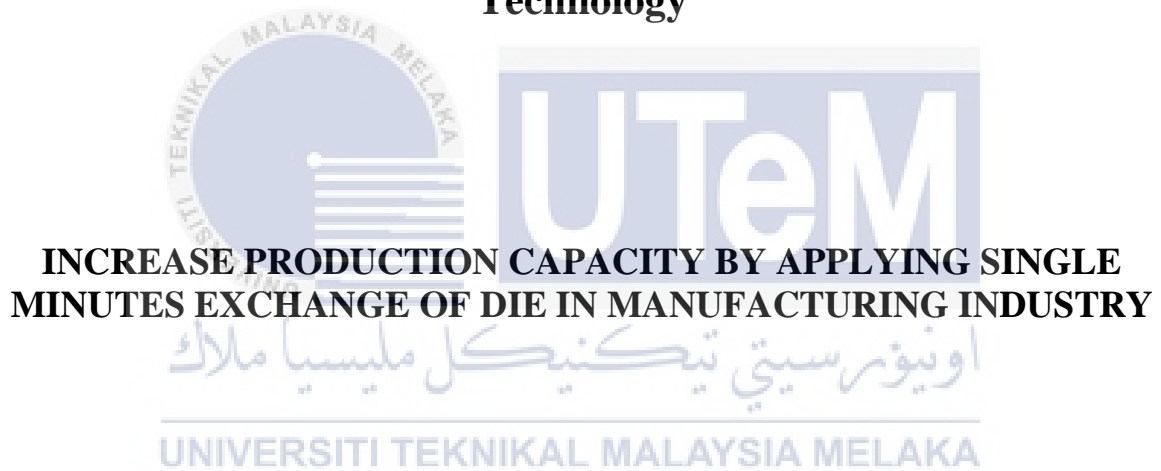 Technology
UNIVERSITI TEKNIKAL MALAYSIA MELAKA
UTeM
INCREASE PRODUCTION CAPACITY BY APPLYING SINGLE
MINUTES EXCHANGE OF DIE IN MANUFACTURING INDUSTRY
اونيۏرسيتي تيكنيكل مليسيا ملاك
UNIVERSITI TEKNIKAL MALAYSIA MELAKA